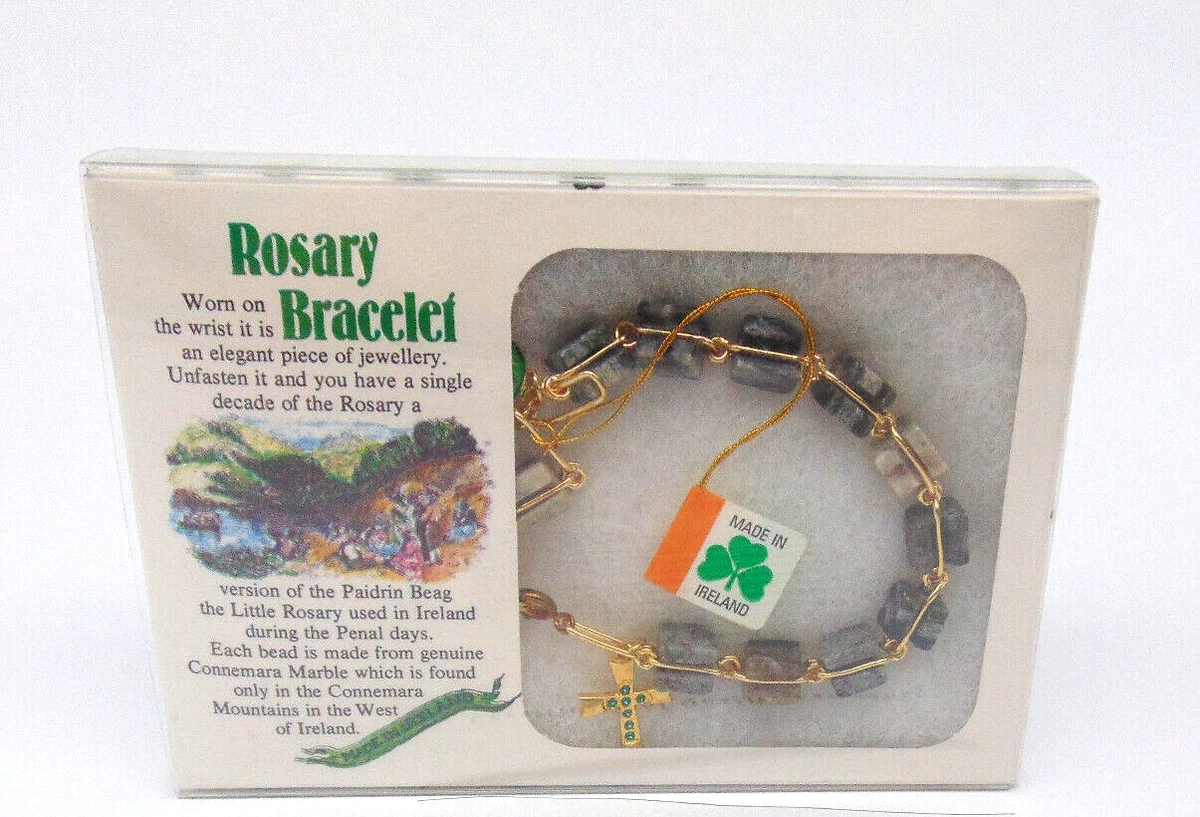 Rosary
Bracelet
Worn on
the wrist it is
an elegant piece of jewellery.
Unfasten it and you have a single
decade of the Rosary a
version of the Paidrin Beag
the Little Rosary used in Ireland
during the Penal days.
Each bead is made from genuine
Connemara Marble which is found
only in the Connemara
Mountains in the West
of Ireland.
MADE IN
IRELAND